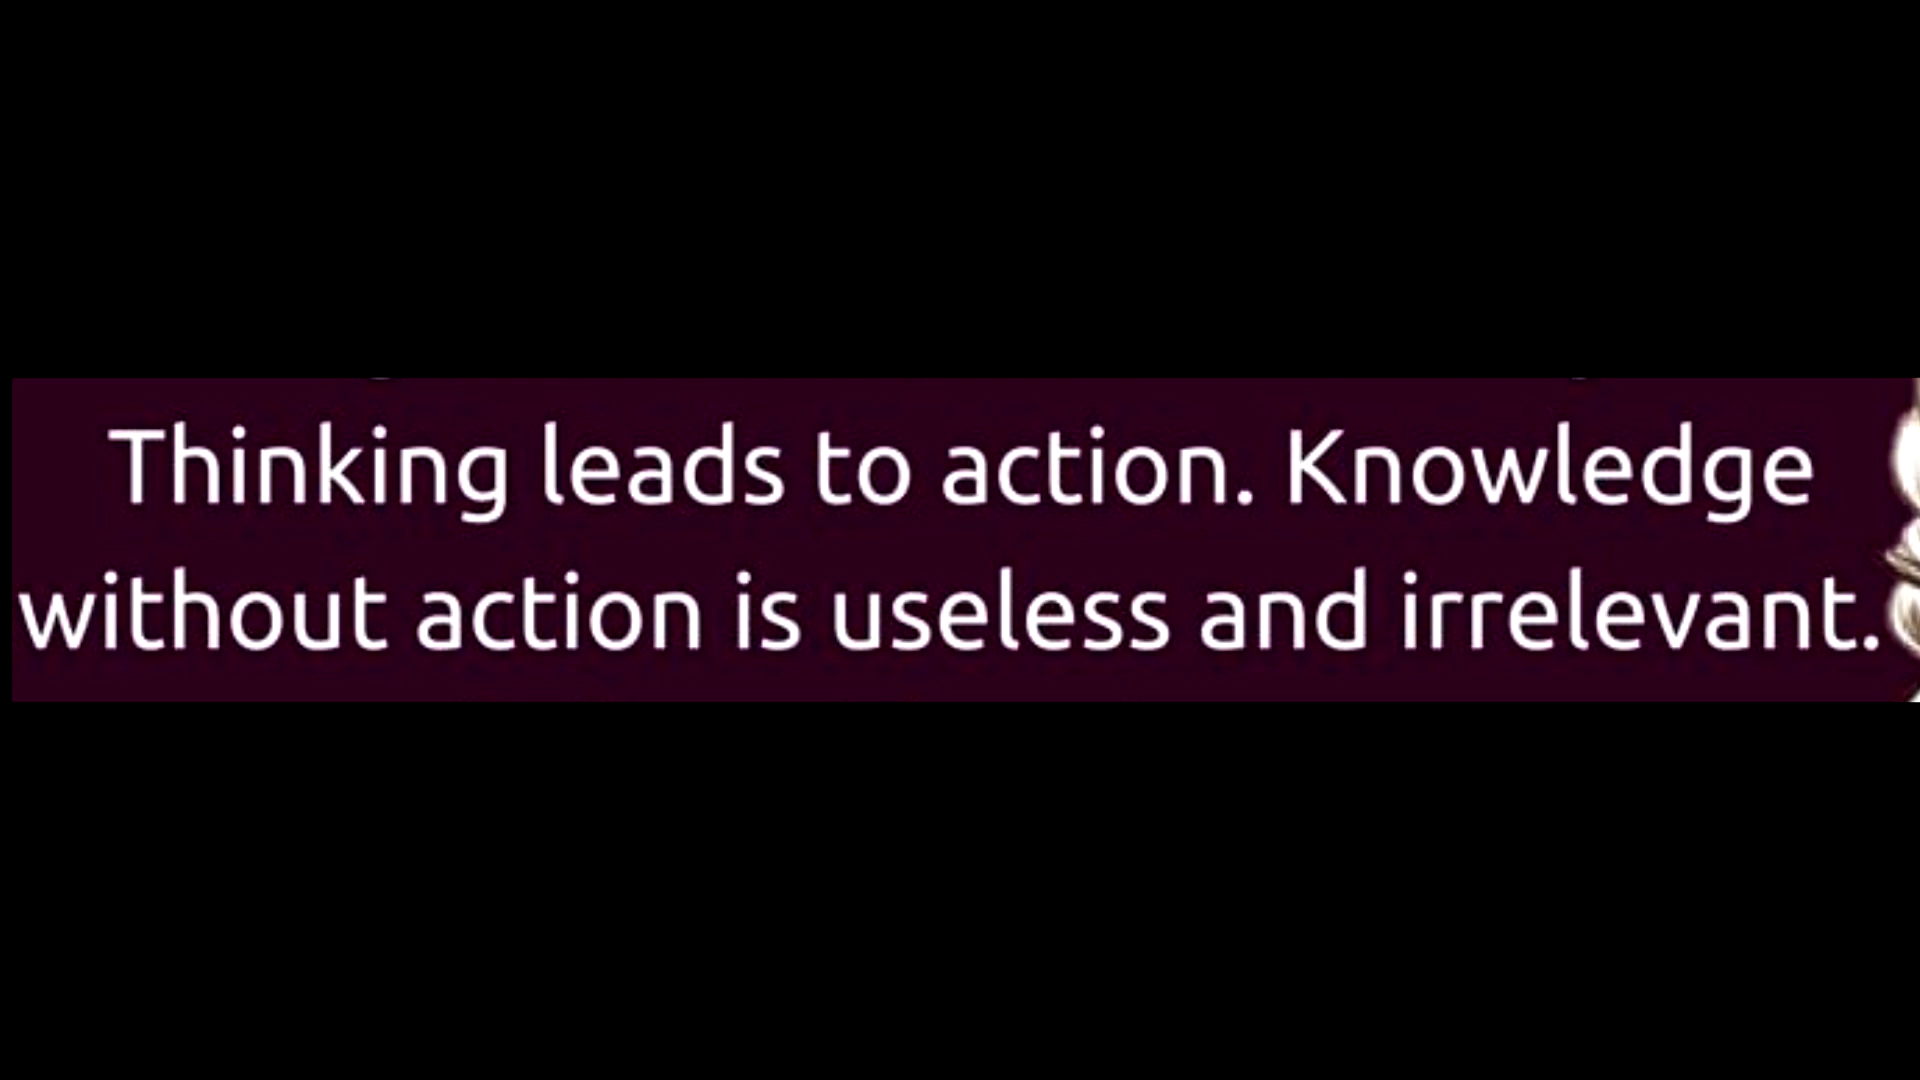 Thinking leads to action. Knowledge
without action is useless and irrelevant.